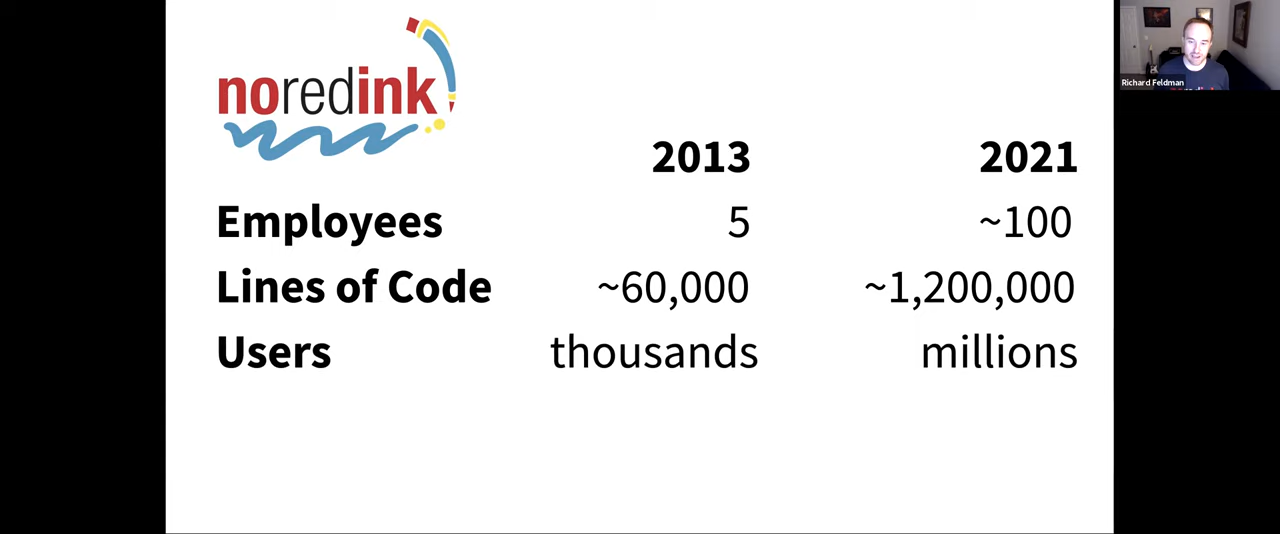 noredink
Richard Feldman
2013 2021
Employees 5 ~100
Lines of Code ~60,000 ~1,200,000
Users thousands millions